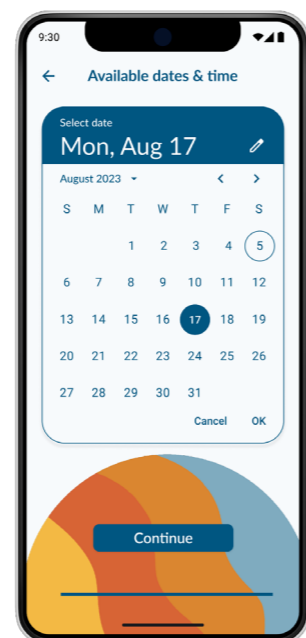 9:30
Available dates & time
Select date
Mon, Aug 17
August 2023
S M T W T F S
1 2 3 4 5
6 7 8 9 10 11 12
13 14 15 16 17 18 19
20 21 22 23 24 25 26
27 28 29 30 31
Cancel OK
Continue